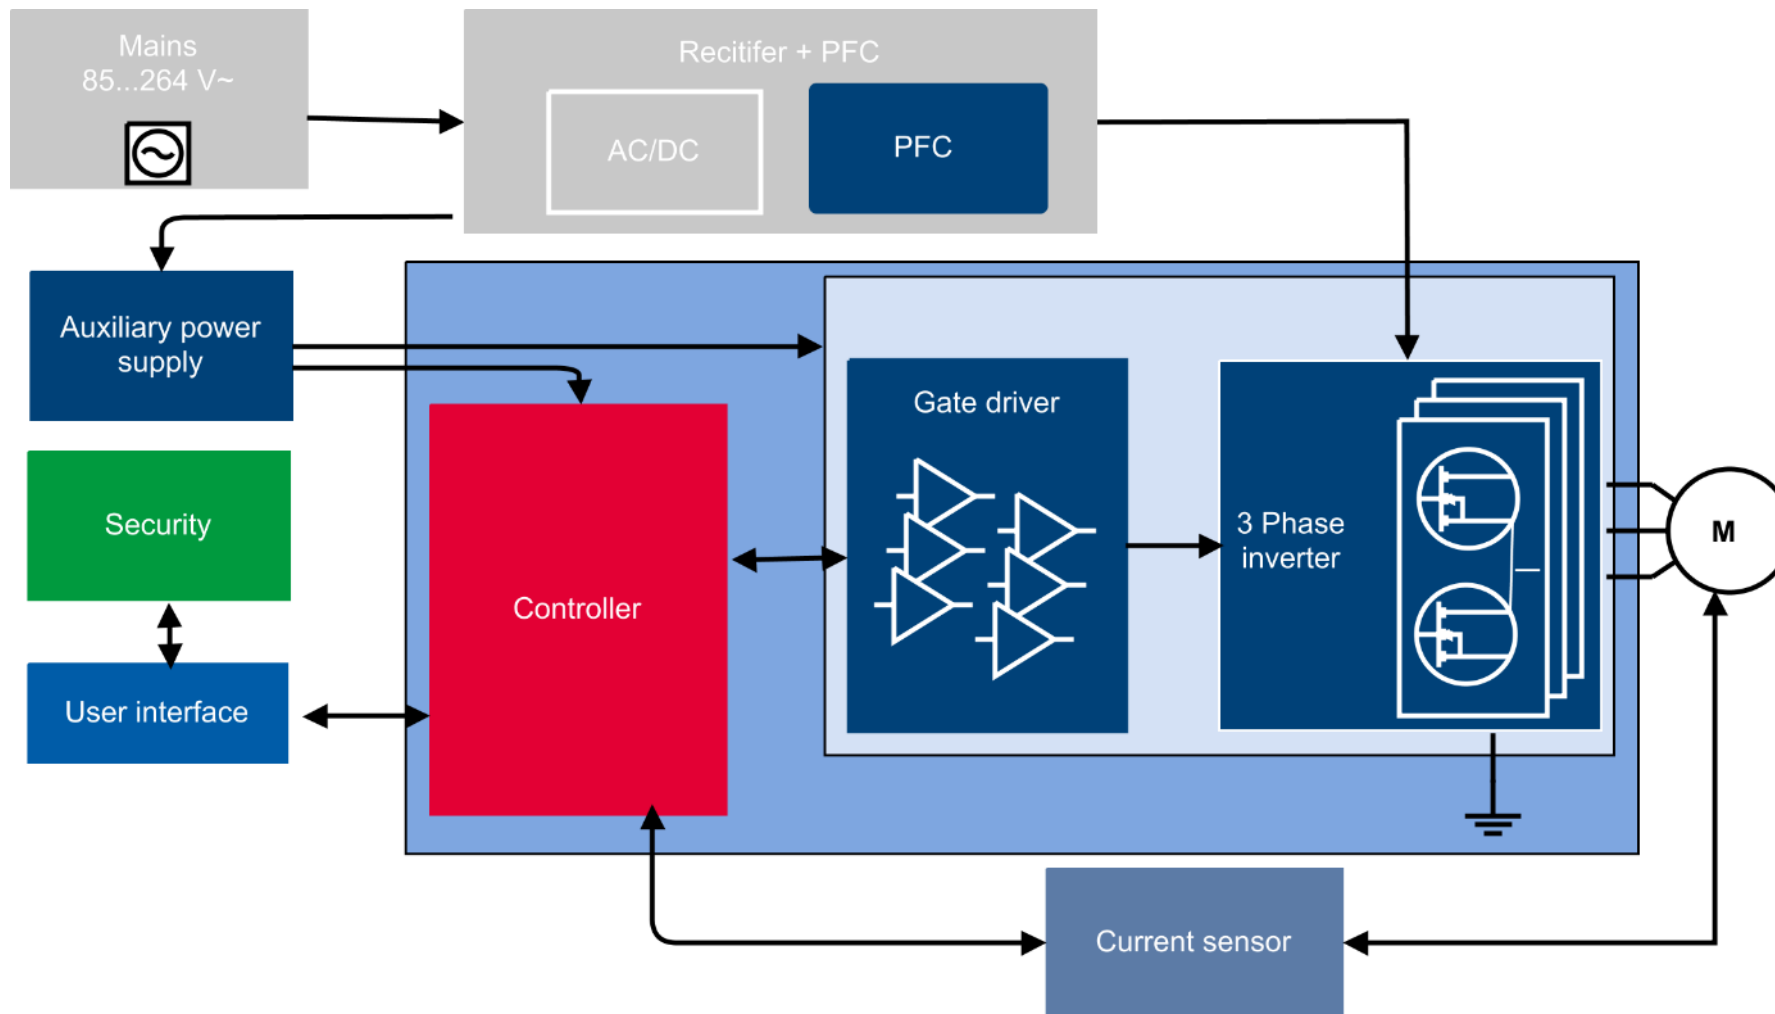 Mains
85...264 V~
Recitifer + PFC
AC/DC
PFC
Auxiliary power
supply
Gate driver
Security
3 Phase
inverter
M
Controller
User interface
Current sensor